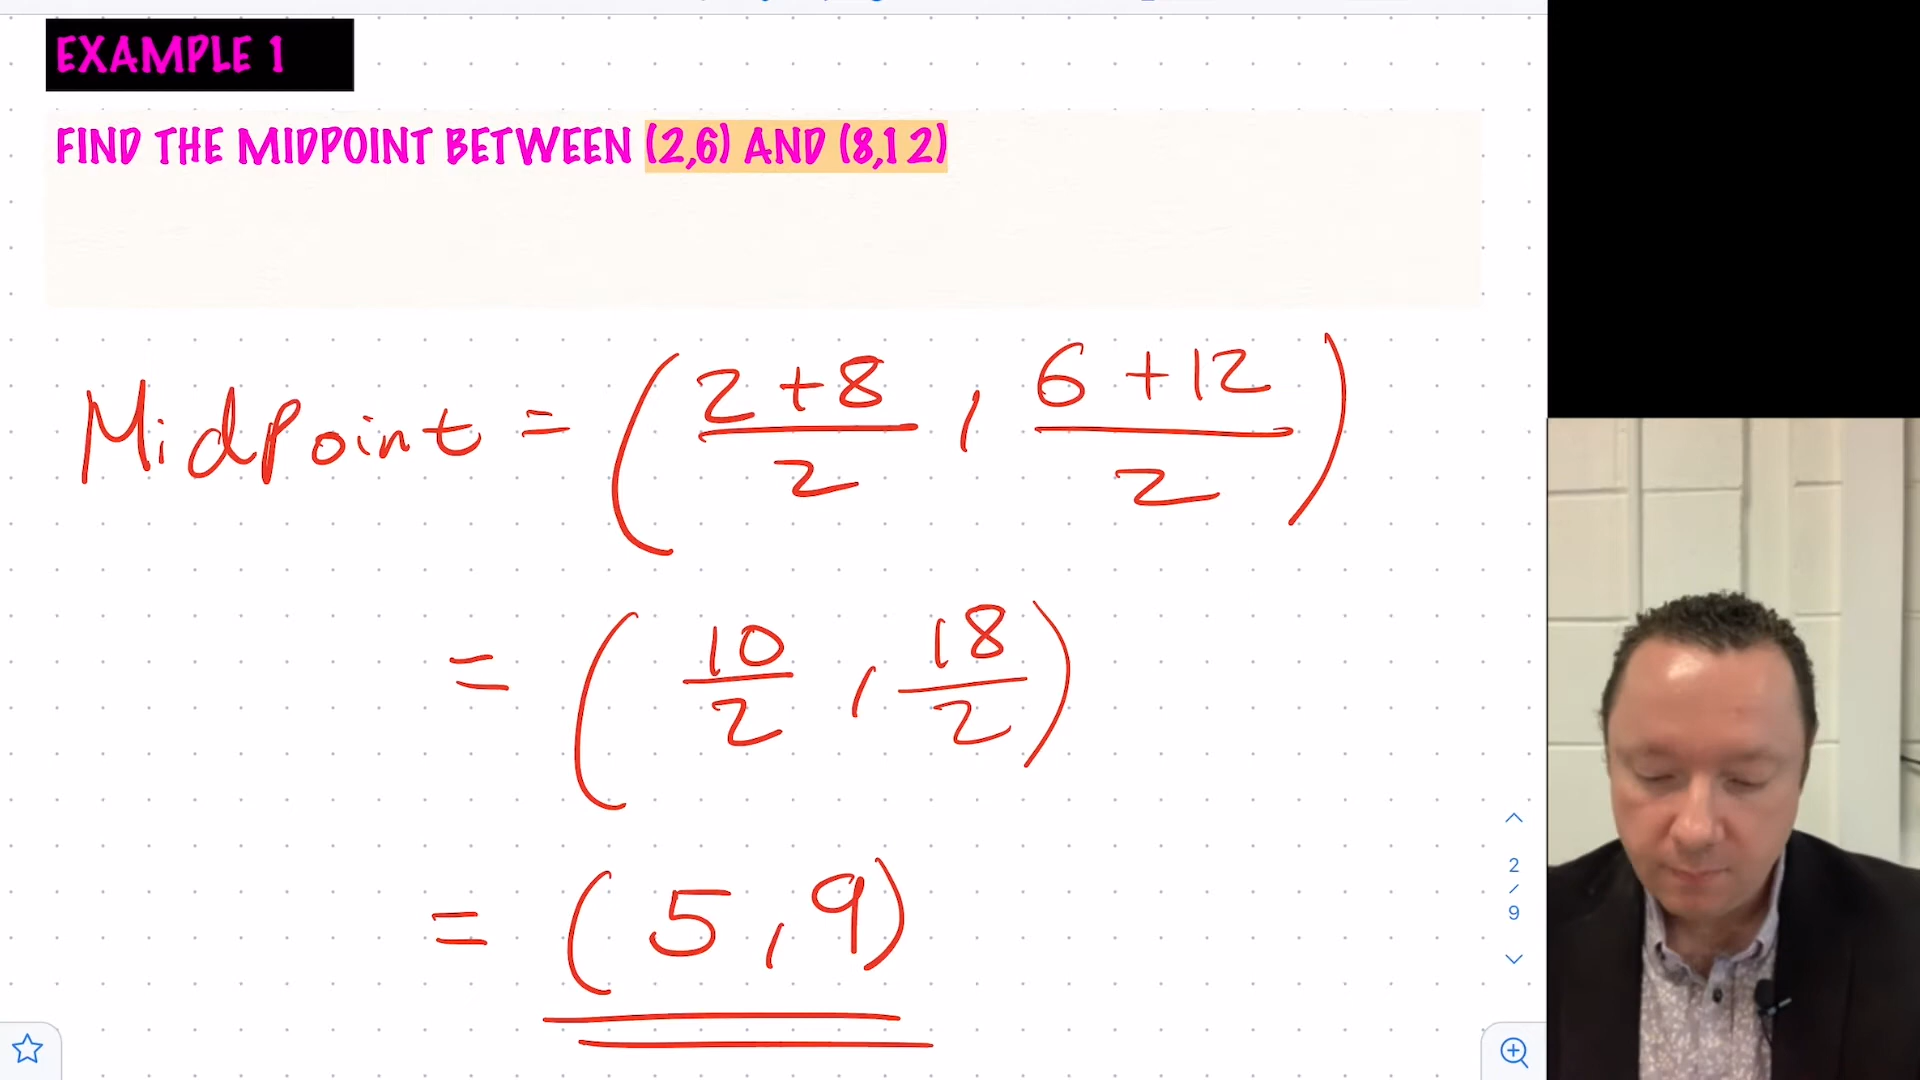 EXAMPLE 1
FIND THE MIDPOINT BETWEEN (2,6) AND (8,12)
Midpoint = ( 2+8 / 2 , 6+12 / 2 )
= ( 10 / 2 , 18 / 2 )
= ( 5 , 9 )
2 / 9